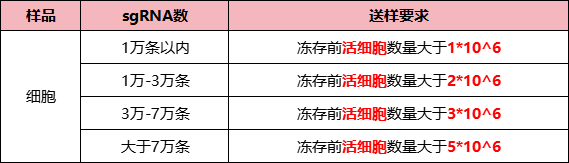 样品 sgRNA数 送样要求
细胞
1万条以内 冻存前活细胞数量大于1*10^6
1万-3万条 冻存前活细胞数量大于2*10^6
3万-7万条 冻存前活细胞数量大于3*10^6
大于7万条 冻存前活细胞数量大于5*10^6